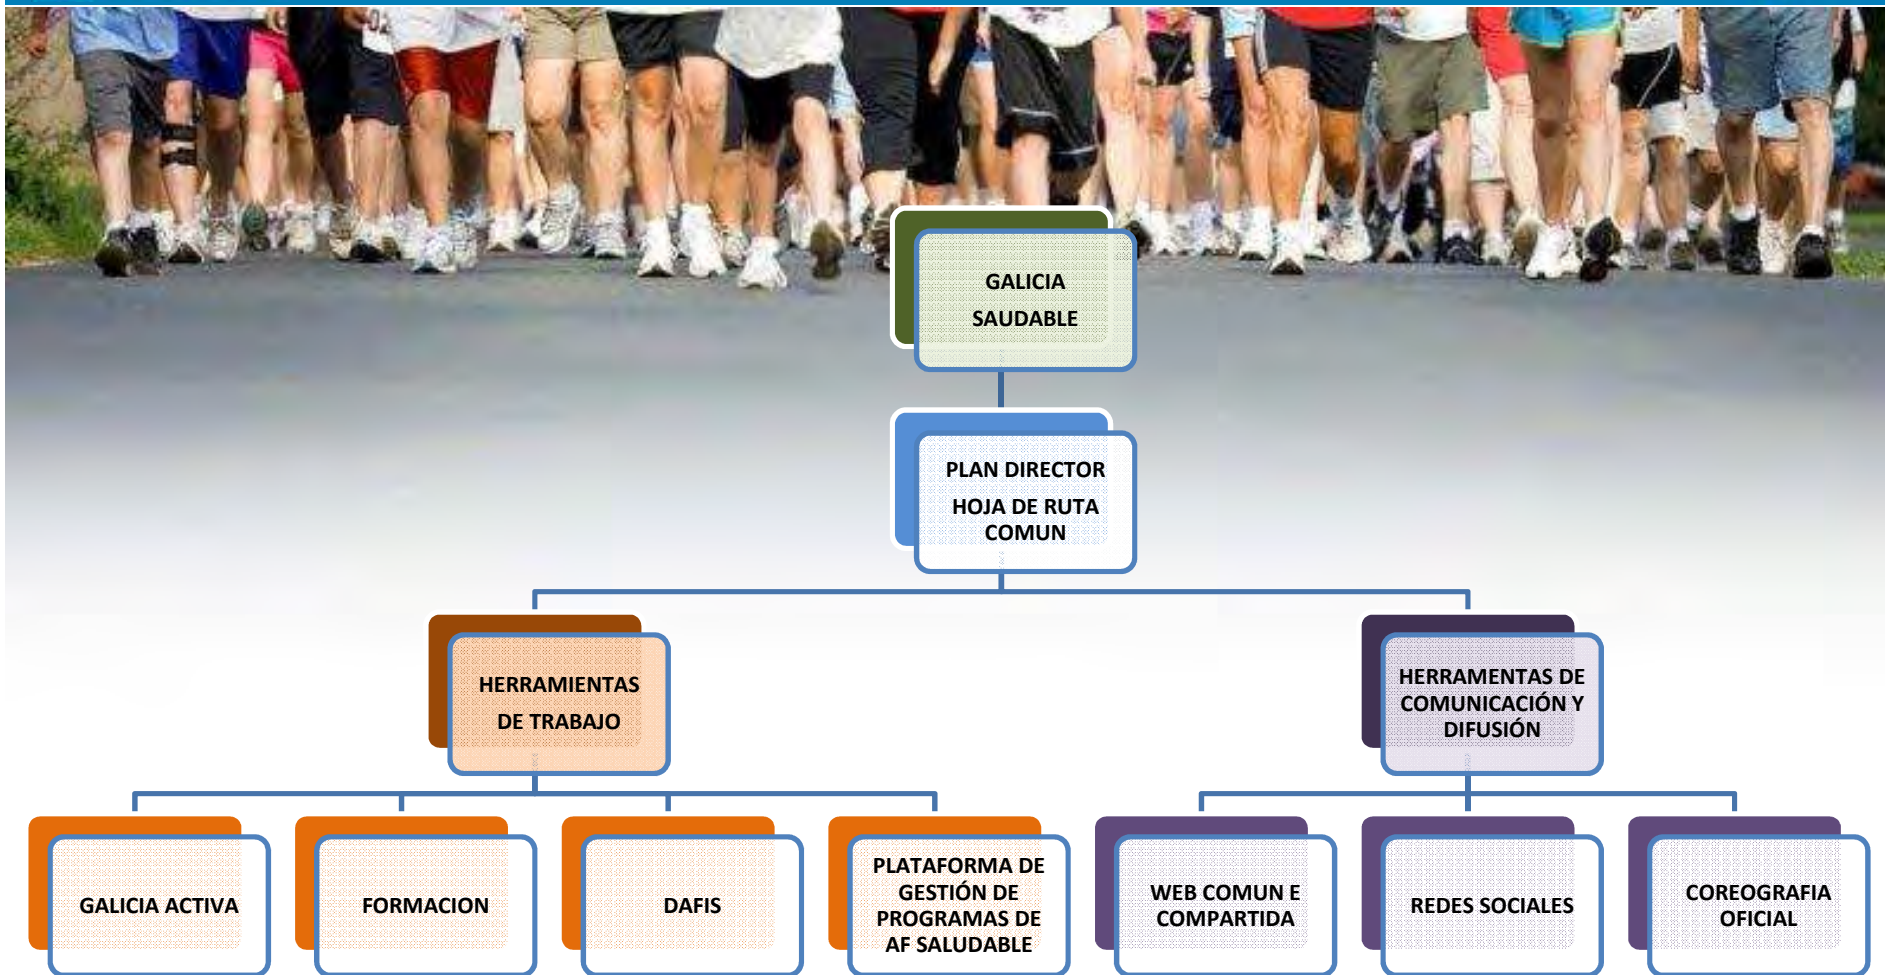 GALICIA
SAUDABLE
PLAN DIRECTOR
HOJA DE RUTA
COMUN
HERRAMIENTAS
DE TRABAJO
HERRAMENTAS DE
COMUNICACIÓN Y
DIFUSIÓN
GALICIA ACTIVA
FORMACION
DAFIS
PLATAFORMA DE
GESTIÓN DE
PROGRAMAS DE
AF SALUDABLE
WEB COMUN E
COMPARTIDA
REDES SOCIALES
COREOGRAFIA
OFICIAL